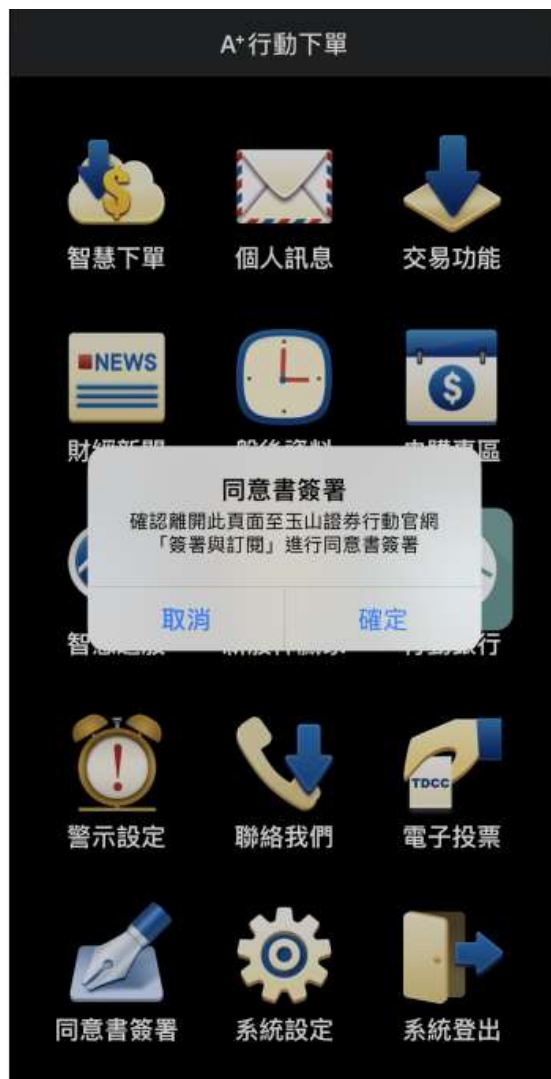 A+行動下單
智慧下單
個人訊息
交易功能
NEWS
同意書簽署
確認離開此頁面至玉山證券行動官網
「簽署與訂閱」進行同意書簽署
取消
確定
警示設定
聯絡我們
TDCC
電子投票
同意書簽署
系統設定
系統登出